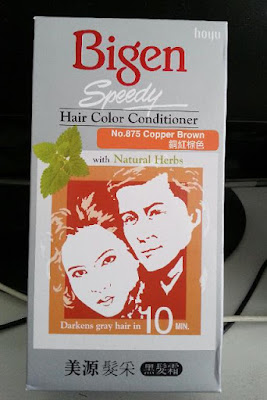 hoyu
Bigen
Speedy
Hair Color Conditioner
No.875 Copper Brown
銅紅棕色
with Natural Herbs
Darkens gray hair in 10 MIN.
美源髮采 黑髮霜